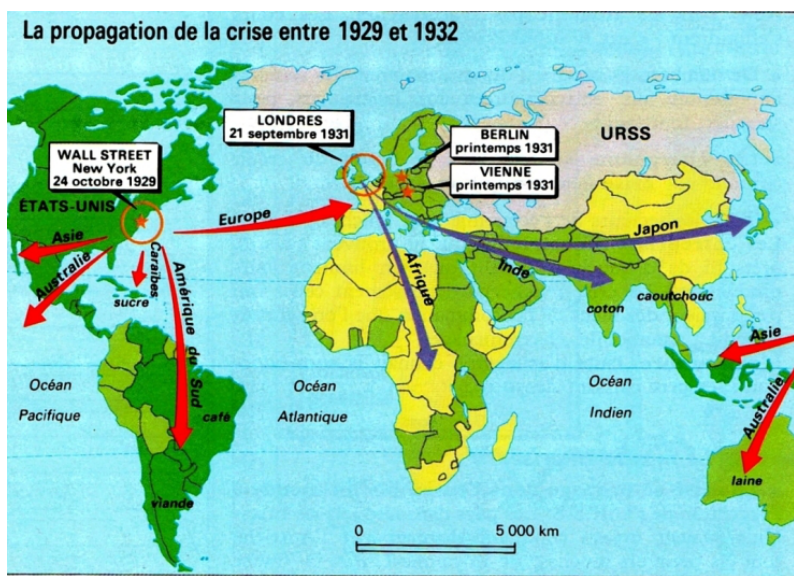 La propagation de la crise entre 1929 et 1932
LONDRES
21 septembre 1931
BERLIN
printemps 1931
URSS
WALL STREET
New York
24 octobre 1929
VIENNE
printemps 1931
ÉTATS-UNIS
Europe
Asie
Japon
Australie
Caraïbes
Afrique
Inde
sucre
coton
caoutchouc
Amérique du Sud
Asie
Océan
Pacifique
Océan
Atlantique
Océan
Indien
Australie
café
laine
viande
0
5 000 km